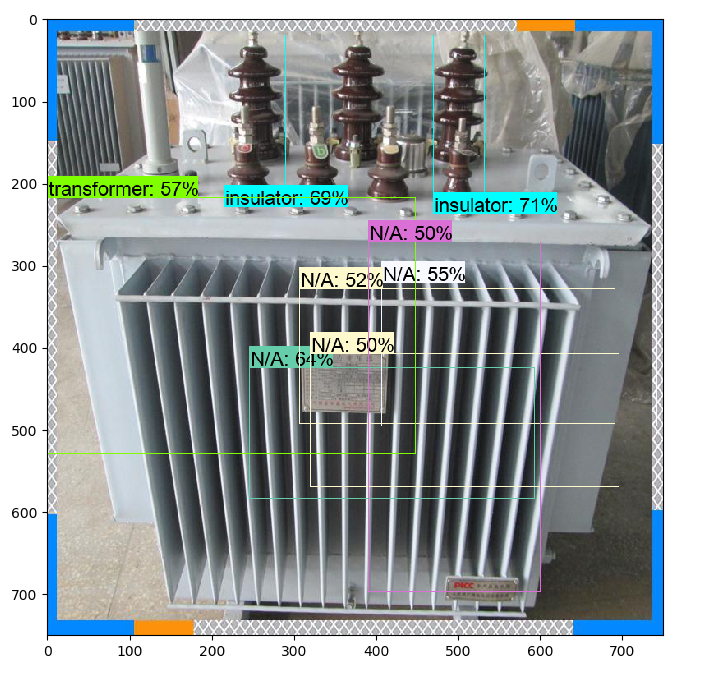 0
100
200
300
400
500
600
700
transformer: 57%
insulator: 69%
insulator: 71%
N/A: 50%
N/A: 52%
N/A: 55%
N/A: 50%
N/A: 64%
PICC
0 100 200 300 400 500 600 700